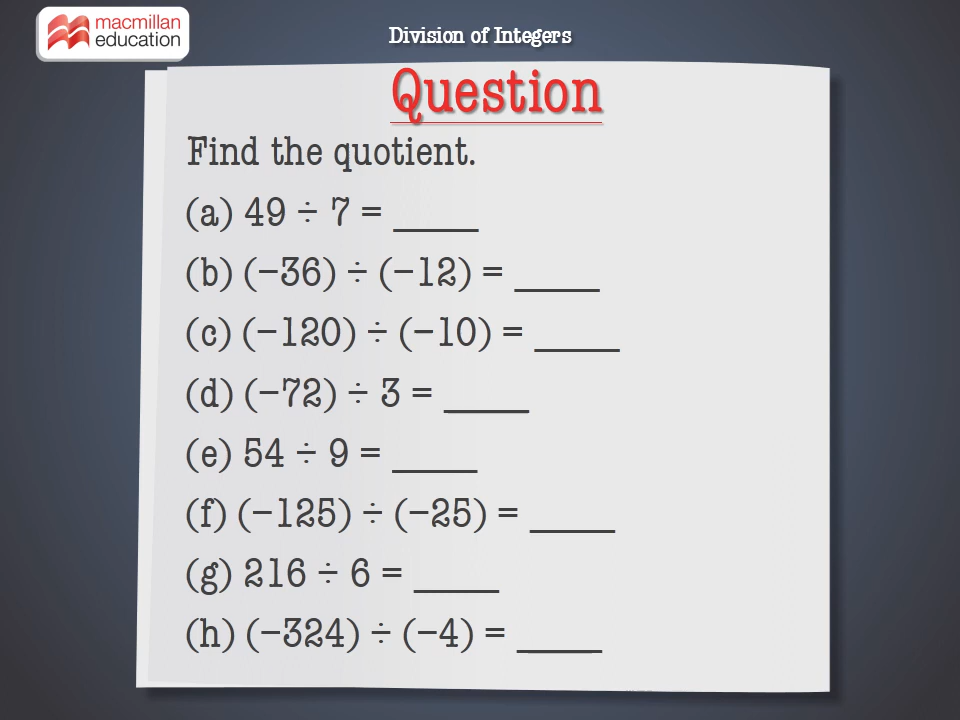 macmillan
education
Division of Integers
Question
Find the quotient.
(a) 49 ÷ 7 = ____
(b) (−36) ÷ (−12) = ____
(c) (−120) ÷ (−10) = ____
(d) (−72) ÷ 3 = ____
(e) 54 ÷ 9 = ____
(f) (−125) ÷ (−25) = ____
(g) 216 ÷ 6 = ____
(h) (−324) ÷ (−4) = ____